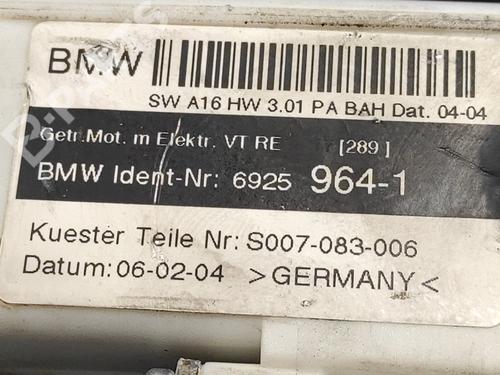 BMW
SW A16 HW 3.01 PA BAH Dat. 04-04
Getr.Mot. m Elektr. VT RE [289]
BMW Ident-Nr: 6925 964-1
Kuester Teile Nr: S007-083-006
Datum: 06-02-04 >GERMANY<